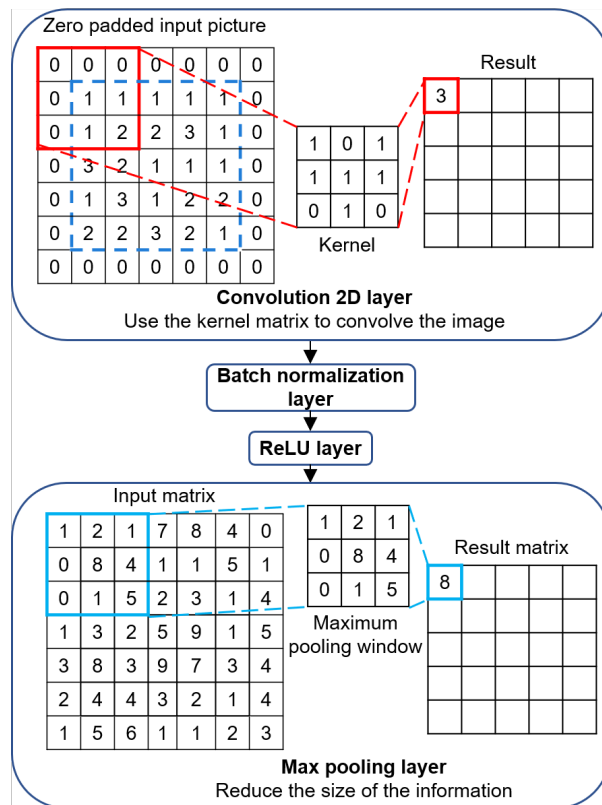 Zero padded input picture
0 0 0 0 0 0 0
0 1 1 1 1 1 0
0 1 2 2 3 1 0
0 3 2 1 1 1 0
0 1 3 1 2 2 0
0 2 2 3 2 1 0
0 0 0 0 0 0 0
1 0 1
1 1 1
0 1 0
Kernel
Result
3
Convolution 2D layer
Use the kernel matrix to convolve the image
Batch normalization
layer
ReLU layer
Input matrix
1 2 1 7 8 4 0
0 8 4 1 1 5 1
0 1 5 2 3 1 4
1 3 2 5 9 1 5
3 8 3 9 7 3 4
2 4 4 3 2 1 4
1 5 6 1 1 2 3
1 2 1
0 8 4
0 1 5
Maximum
pooling window
Result matrix
8
Max pooling layer
Reduce the size of the information